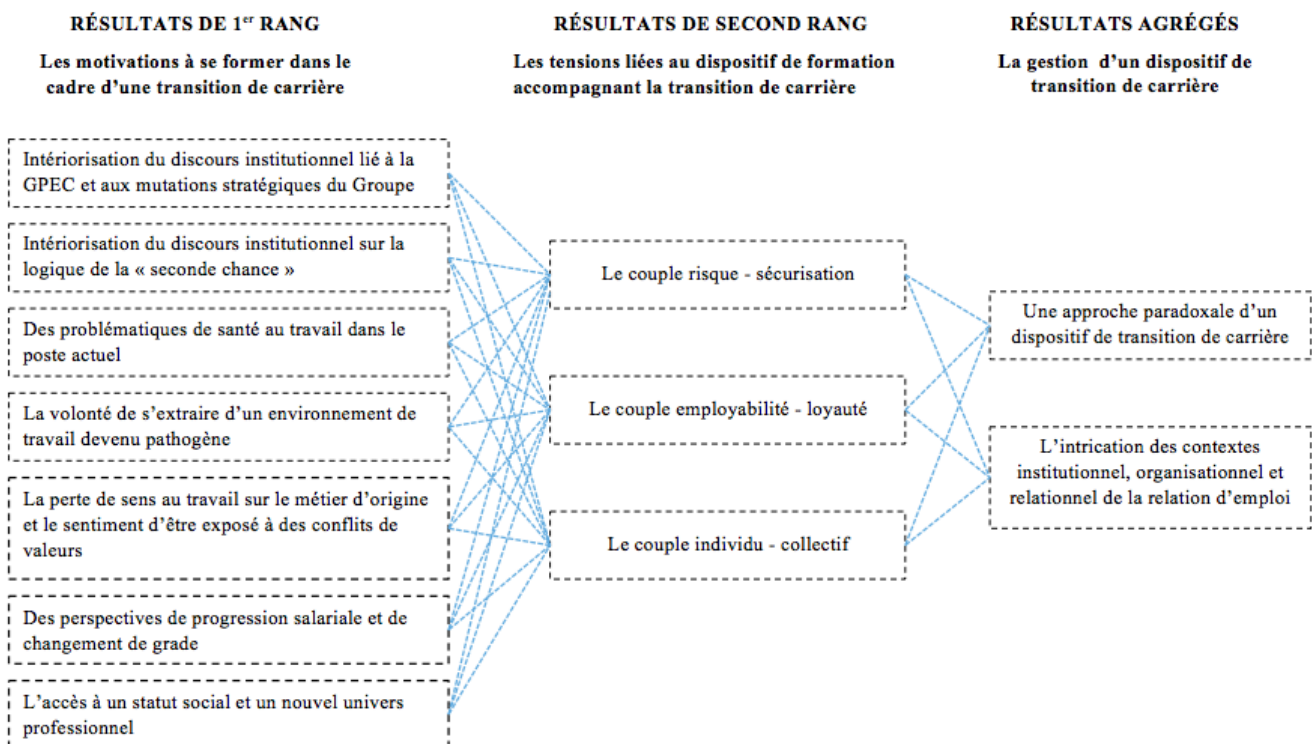 RÉSULTATS DE 1er RANG
Les motivations à se former dans le
cadre d’une transition de carrière
Intériorisation du discours institutionnel lié à la
GPEC et aux mutations stratégiques du Groupe
Intériorisation du discours institutionnel sur la
logique de la « seconde chance »
Des problématiques de santé au travail dans le
poste actuel
La volonté de s’extraire d’un environnement de
travail devenu pathogène
La perte de sens au travail sur le métier d’origine
et le sentiment d’être exposé à des conflits de
valeurs
Des perspectives de progression salariale et de
changement de grade
L’accès à un statut social et un nouvel univers
professionnel
RÉSULTATS DE SECOND RANG
Les tensions liées au dispositif de formation
accompagnant la transition de carrière
Le couple risque - sécurisation
Le couple employabilité - loyauté
Le couple individu - collectif
RÉSULTATS AGRÉGÉS
La gestion d’un dispositif de
transition de carrière
Une approche paradoxale d’un
dispositif de transition de carrière
L’intrication des contextes
institutionnel, organisationnel et
relationnel de la relation d’emploi